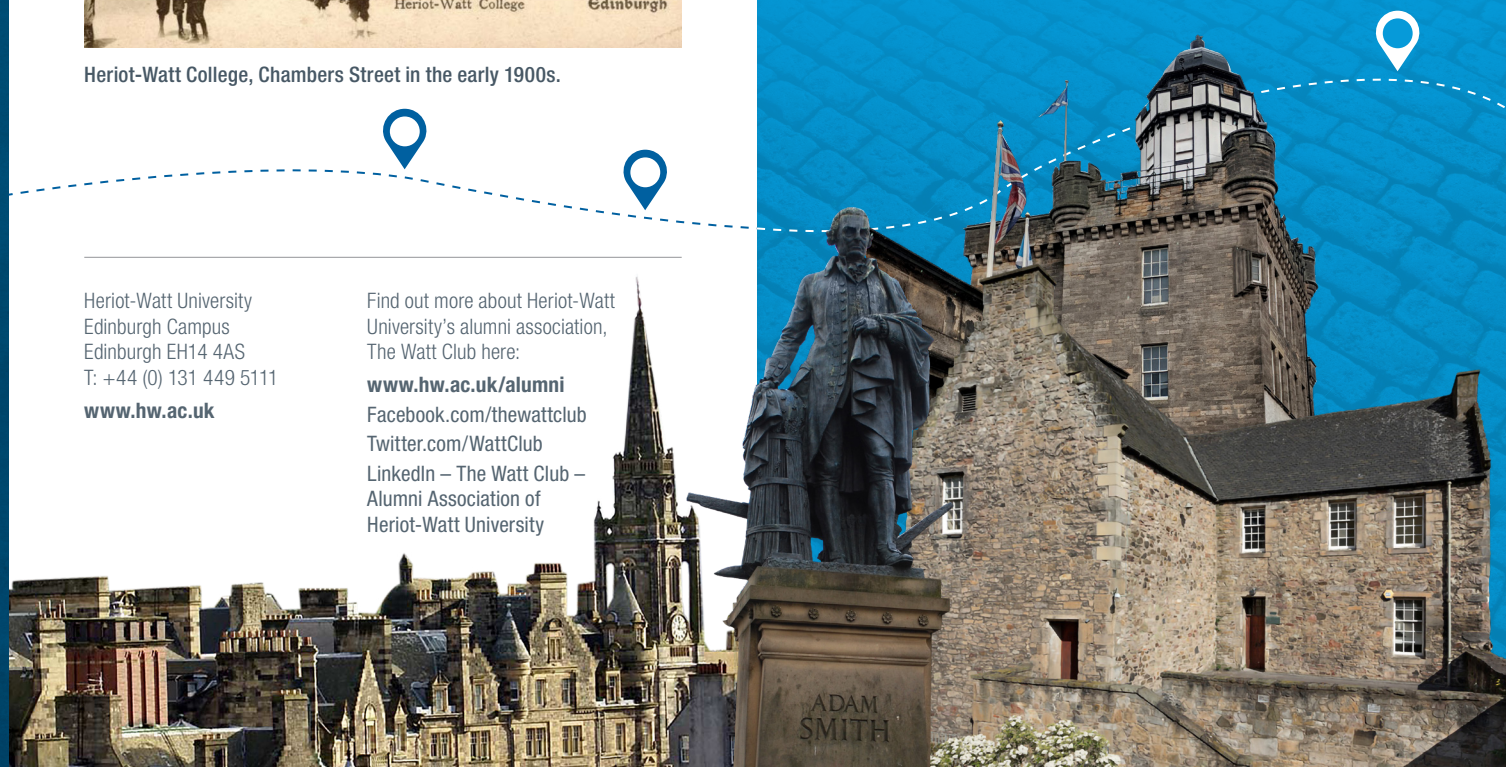 Heriot-Watt College
Edinburgh
Heriot-Watt College, Chambers Street in the early 1900s.
Heriot-Watt University
Edinburgh Campus
Edinburgh EH14 4AS
T: +44 (0) 131 449 5111
www.hw.ac.uk
Find out more about Heriot-Watt
University’s alumni association,
The Watt Club here:
www.hw.ac.uk/alumni
Facebook.com/thewattclub
Twitter.com/WattClub
LinkedIn – The Watt Club –
Alumni Association of
Heriot-Watt University
ADAM
SMITH